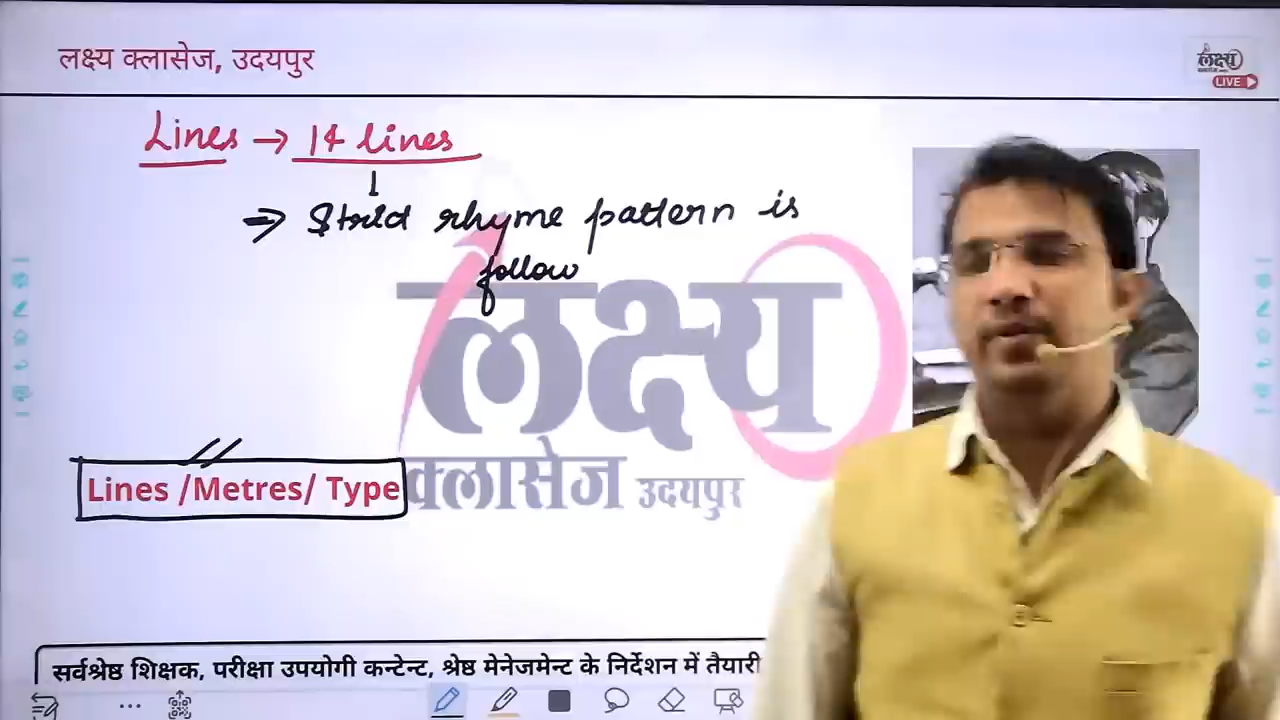 लक्ष्य क्लासेज, उदयपुर
लक्ष्य
LIVE
Lines → 14 lines
⇒ Strict rhyme pattern is
follow
लक्ष्य
क्लासेज उदयपुर
Lines /Metres/ Type
सर्वश्रेष्ठ शिक्षक, परीक्षा उपयोगी कन्टेन्ट, श्रेष्ठ मेनेजमेन्ट के निर्देशन में तैयारी